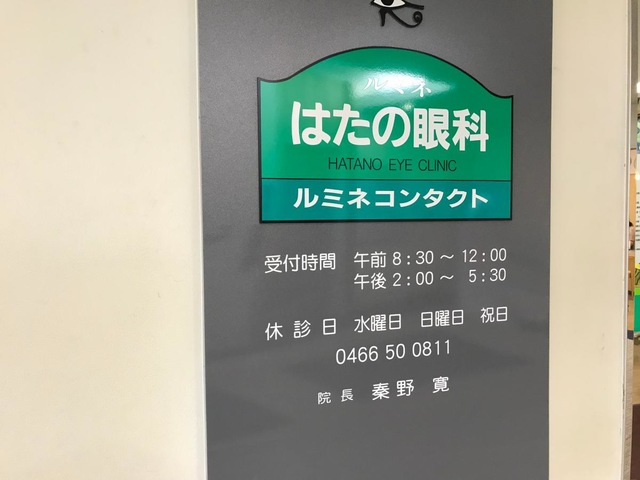 ルミネ
はたの眼科
HATANO EYE CLINIC
ルミネコンタクト
受付時間 午前 8:30 〜 12:00
午後 2:00 〜 5:30
休診日 水曜日 日曜日 祝日
0466 50 0811
院長 秦野 寛